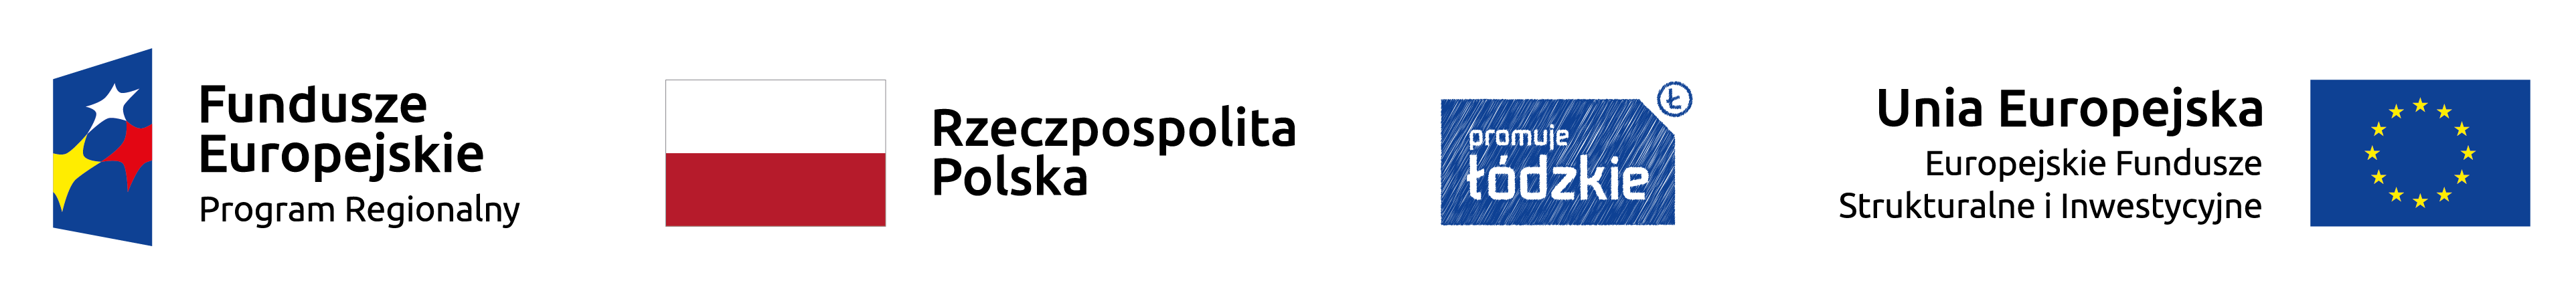 Fundusze
Europejskie
Program Regionalny
Rzeczpospolita
Polska
promuje
łódzkie
Ł
Unia Europejska
Europejskie Fundusze
Strukturalne i Inwestycyjne